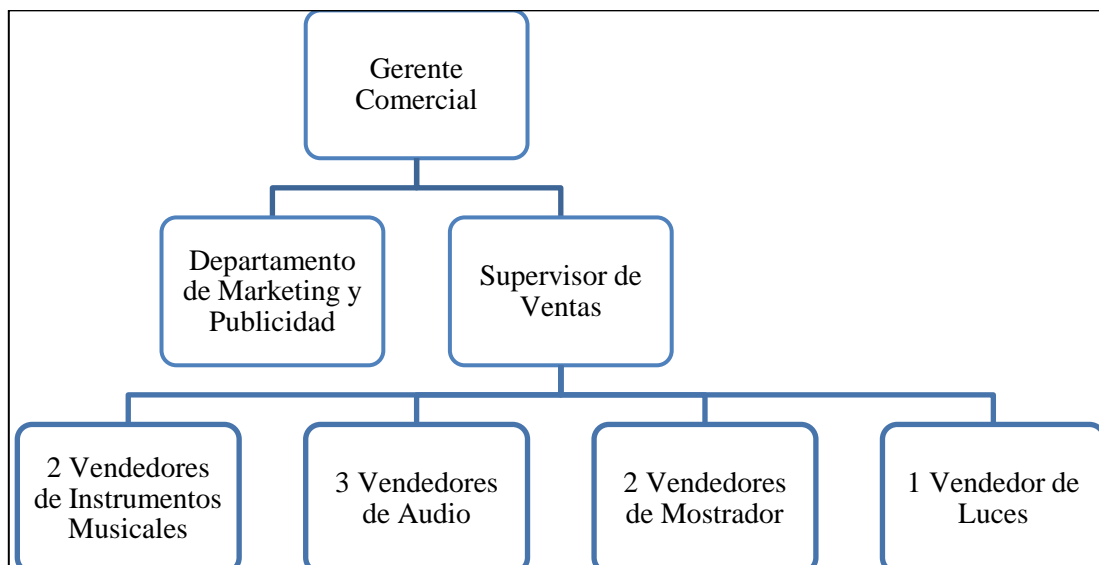 Gerente
Comercial
Departamento
de Marketing y
Publicidad
Supervisor de
Ventas
2 Vendedores
de Instrumentos
Musicales
3 Vendedores
de Audio
2 Vendedores
de Mostrador
1 Vendedor de
Luces